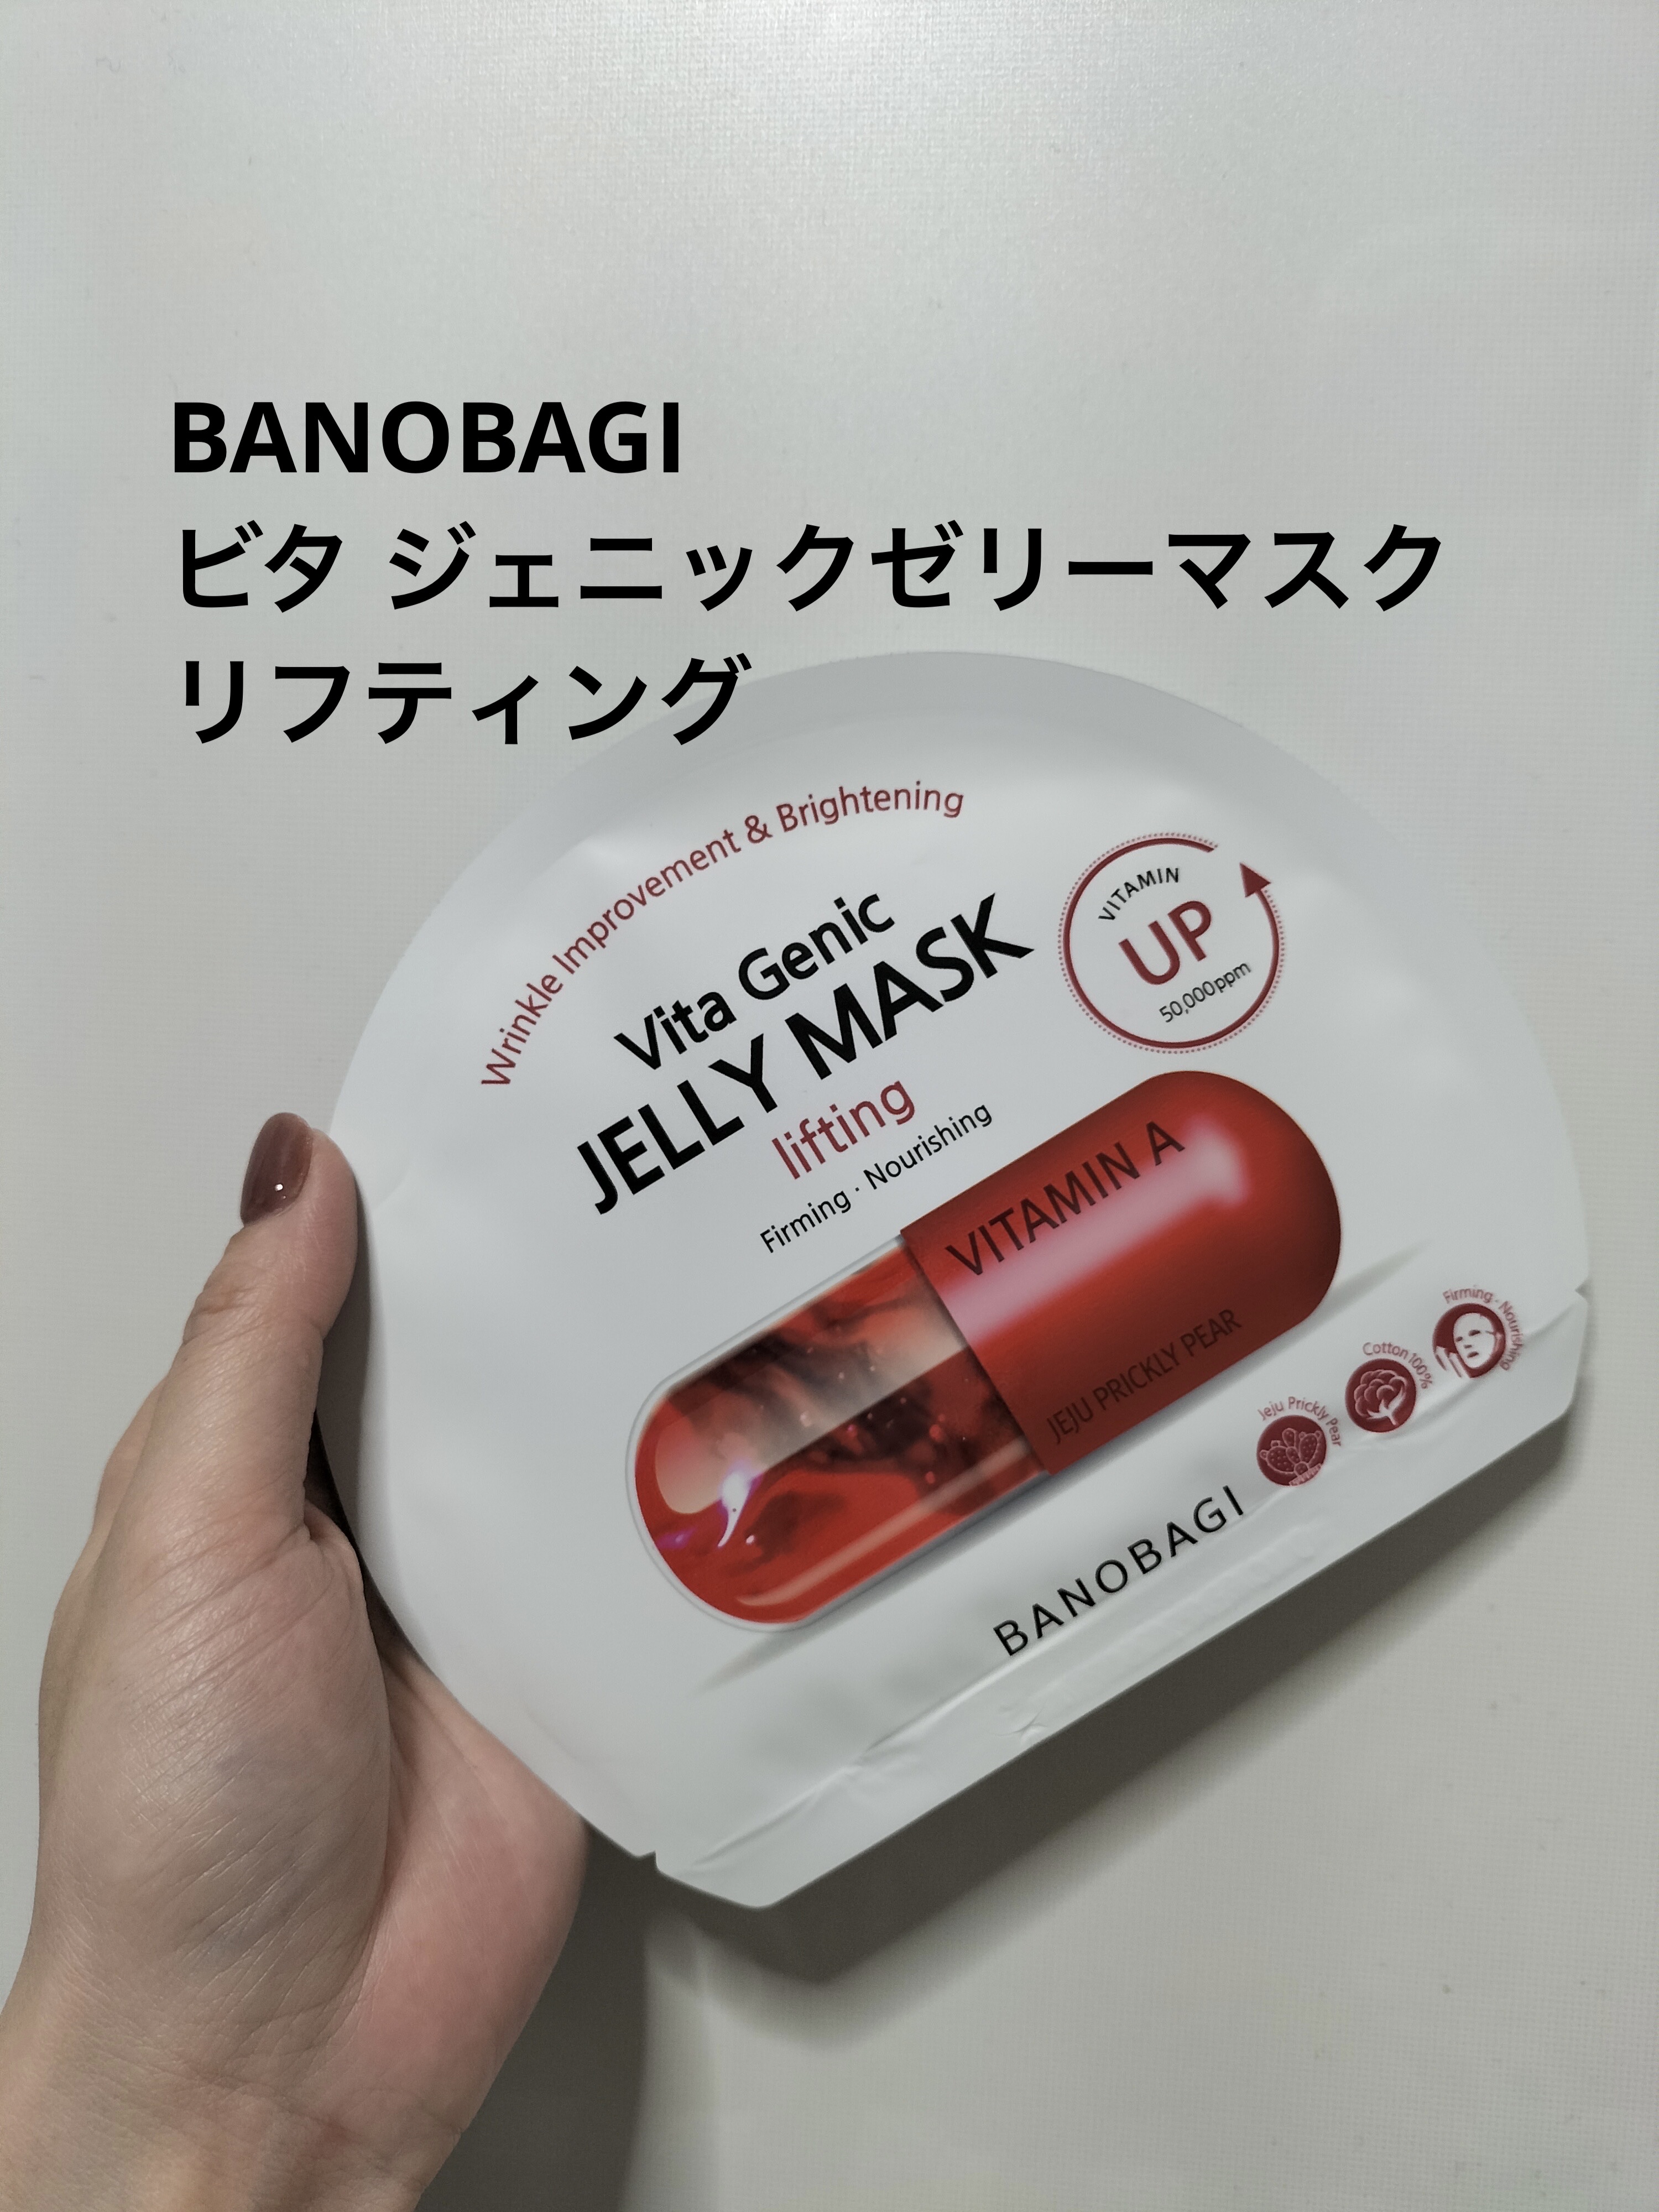 BANOBAGI
ビタ ジェニックゼリーマスク
リフティング
Wrinkle Improvement & Brightening
Vita Genic
JELLY MASK
lifting
Firming · Nourishing
VITAMIN
UP
50,000ppm
VITAMIN A
JEJU PRICKLY PEAR
Jeju Prickly Pear
Cotton 100%
Firming · Nourishing
BANOBAGI